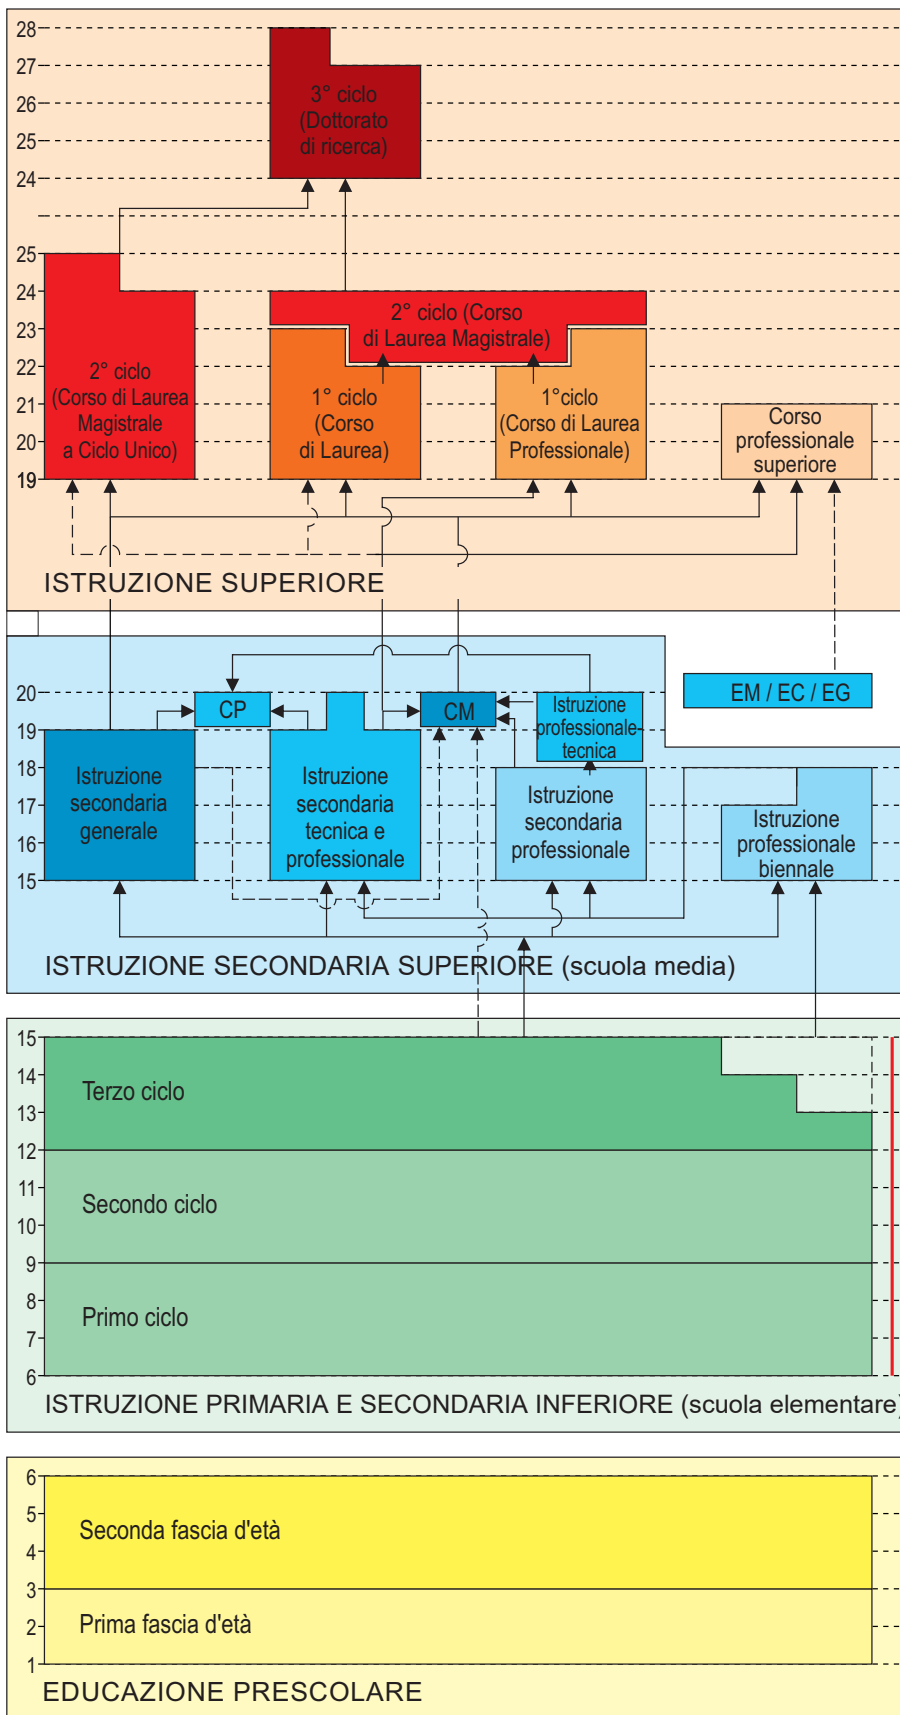 28
27
26
25
24
3° ciclo
(Dottorato
di ricerca)
25
24
23
22
21
20
19
2° ciclo
(Corso di Laurea
Magistrale
a Ciclo Unico)
2° ciclo (Corso
di Laurea Magistrale)
1° ciclo
(Corso
di Laurea)
1°ciclo
(Corso di Laurea
Professionale)
Corso
professionale
superiore
ISTRUZIONE SUPERIORE
20
19
18
17
16
15
CP
CM
Istruzione
professionale-
tecnica
EM / EC / EG
Istruzione
secondaria
generale
Istruzione
secondaria
tecnica e
professionale
Istruzione
secondaria
professionale
Istruzione
professionale
biennale
ISTRUZIONE SECONDARIA SUPERIORE (scuola media)
15
14
13
12
11
10
9
8
7
6
Terzo ciclo
Secondo ciclo
Primo ciclo
ISTRUZIONE PRIMARIA E SECONDARIA INFERIORE (scuola elementare)
6
5
4
3
2
1
Seconda fascia d'età
Prima fascia d'età
EDUCAZIONE PRESCOLARE